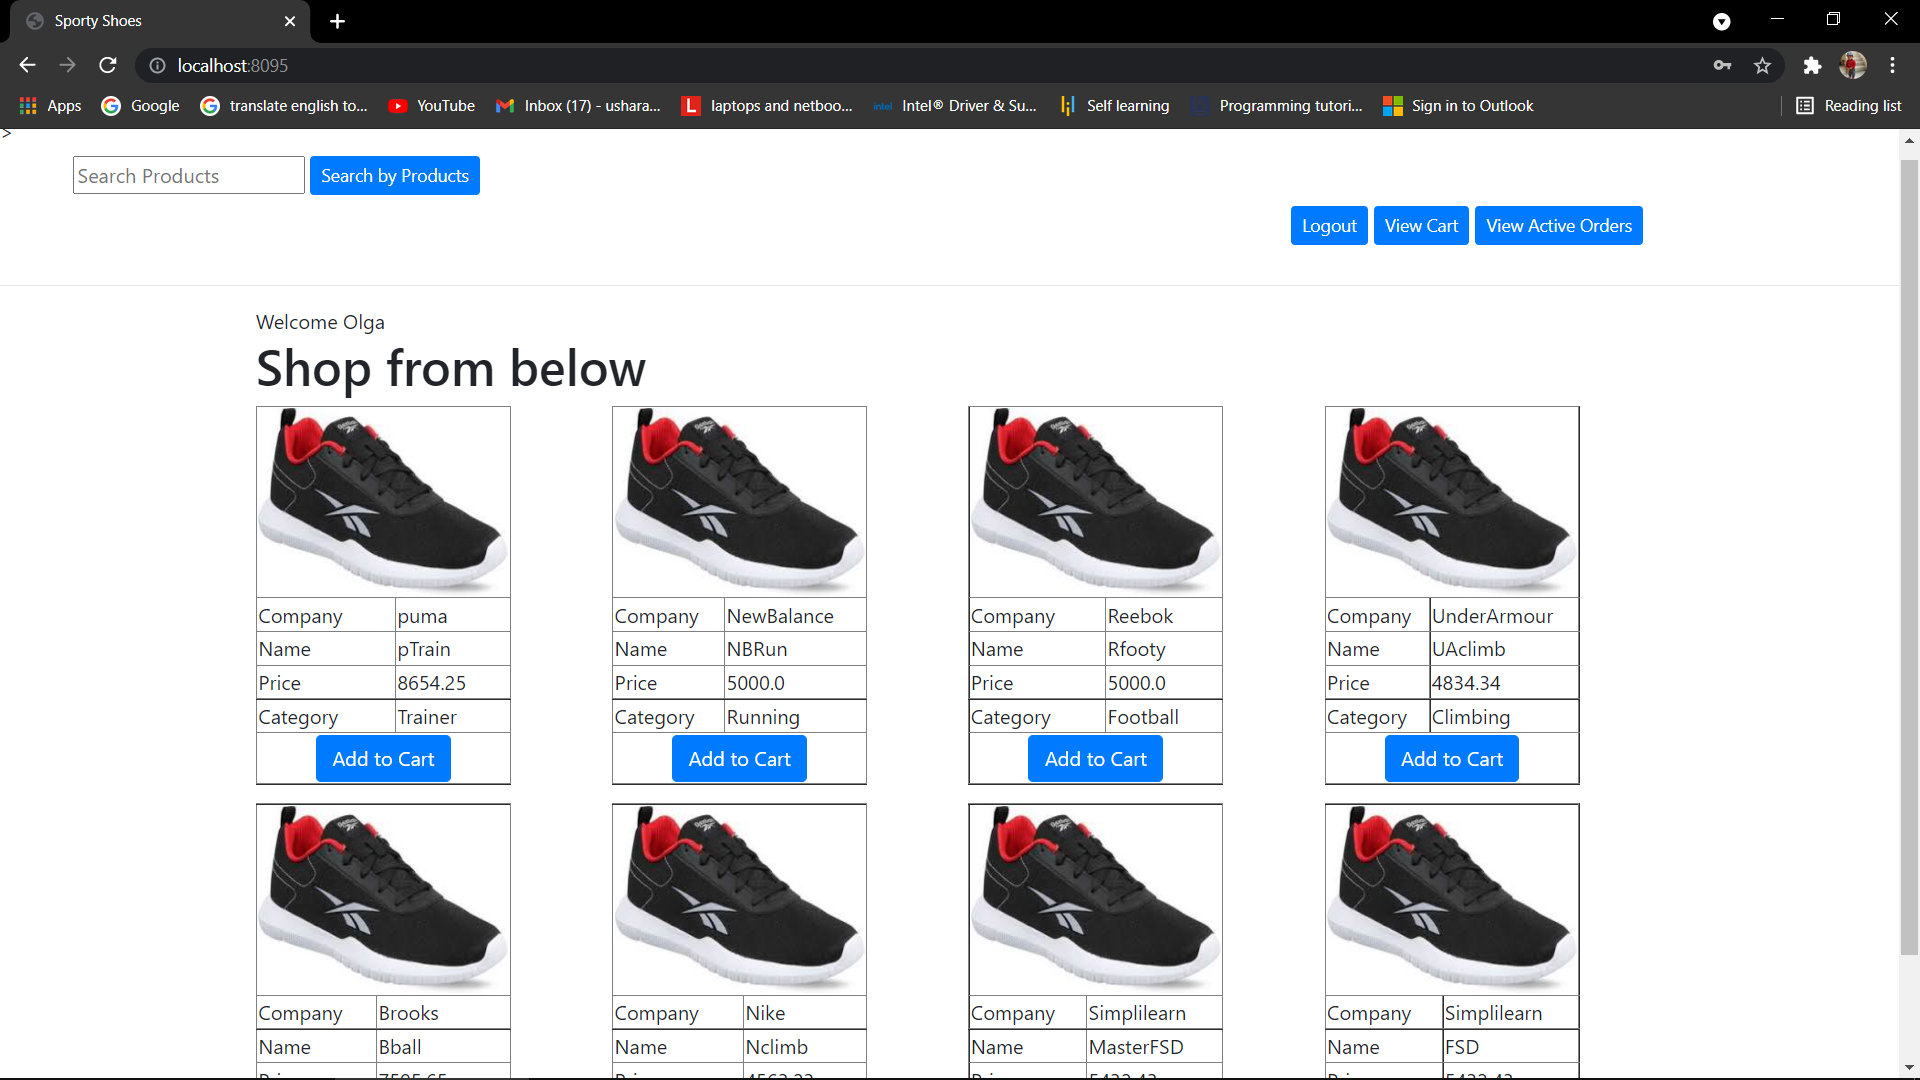 Sporty Shoes
localhost:8095
Apps Google translate english to... YouTube Inbox (17) - ushara... laptops and netboo... Intel® Driver & Su... Self learning Programming tutori... Sign in to Outlook Reading list
>
Search Products Search by Products
Logout View Cart View Active Orders
Welcome Olga
Shop from below
Company puma
Name pTrain
Price 8654.25
Category Trainer
Add to Cart
Company NewBalance
Name NBRun
Price 5000.0
Category Running
Add to Cart
Company Reebok
Name Rfooty
Price 5000.0
Category Football
Add to Cart
Company UnderArmour
Name UAclimb
Price 4834.34
Category Climbing
Add to Cart
Company Brooks
Name Bball
Company Nike
Name Nclimb
Company Simplilearn
Name MasterFSD
Company Simplilearn
Name FSD